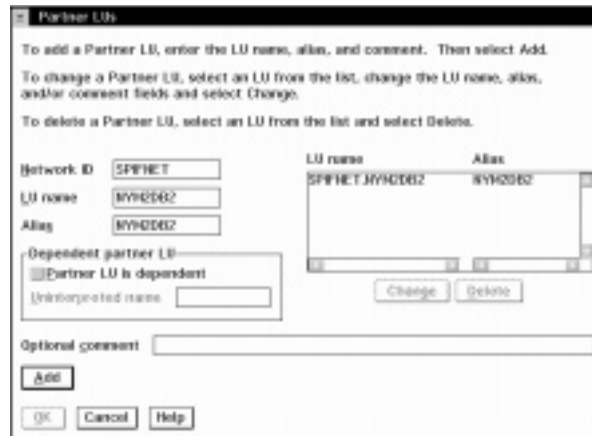 Partner LUs
To add a Partner LU, enter the LU name, alias, and comment. Then select Add.
To change a Partner LU, select an LU from the list, change the LU name, alias,
and/or comment fields and select Change.
To delete a Partner LU, select an LU from the list and select Delete.
Network ID SPIFNET
LU name NYM2DB2
Alias NYM2DB2
LU name Alias
SPIFNET.NYM2DB2 NYM2DB2
Dependent partner LU
Partner LU is dependent
Uninterpreted name
Change Delete
Optional comment
Add
OK Cancel Help